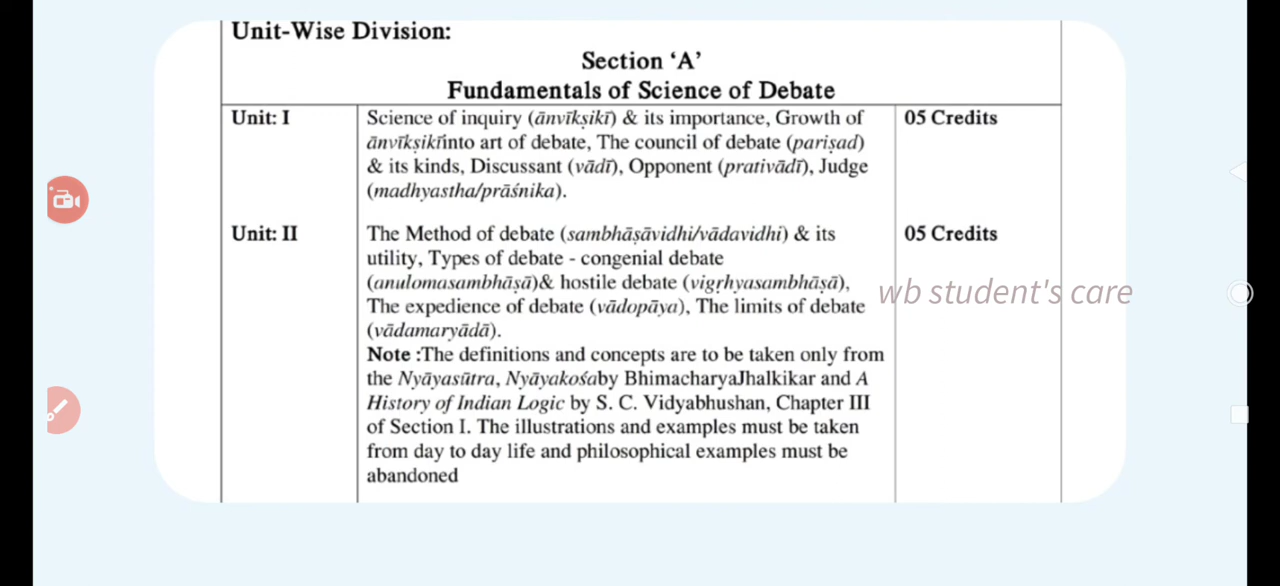 Unit-Wise Division:
Section ‘A’
Fundamentals of Science of Debate
Unit: I
Science of inquiry (ānvīkṣikī) & its importance, Growth of
ānvīkṣikīinto art of debate, The council of debate (pariṣad)
& its kinds, Discussant (vādī), Opponent (prativādī), Judge
(madhyastha/prāśnika).
05 Credits
Unit: II
The Method of debate (sambhāṣāvidhi/vādavidhi) & its
utility, Types of debate - congenial debate
(anulomasambhāṣā)& hostile debate (vigṛhyasambhāṣā),
The expedience of debate (vādopāya), The limits of debate
(vādamaryādā).
Note :The definitions and concepts are to be taken only from
the Nyāyasūtra, Nyāyakośaby BhimacharyaJhalkikar and A
History of Indian Logic by S. C. Vidyabhushan, Chapter III
of Section I. The illustrations and examples must be taken
from day to day life and philosophical examples must be
abandoned
05 Credits
wb student's care